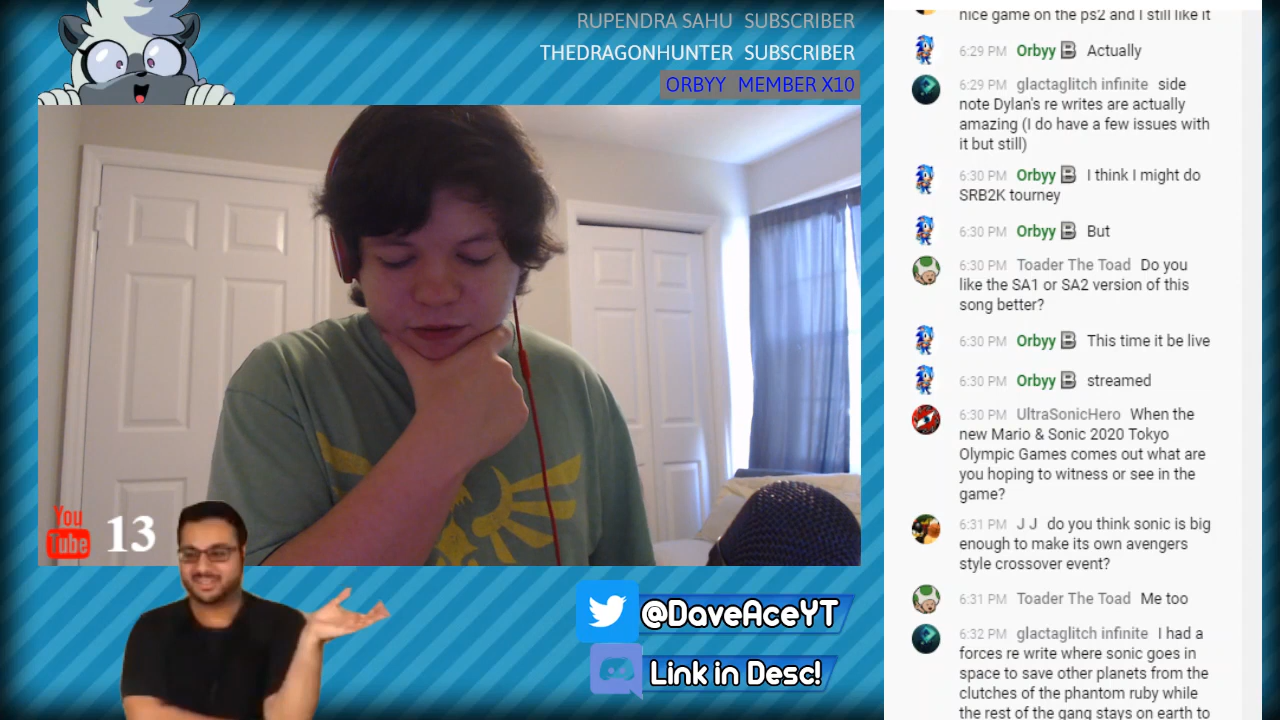 RUPENDRA SAHU SUBSCRIBER
THEDRAGONHUNTER SUBSCRIBER
ORBYY MEMBER X10
You
Tube 13
@DaveAceYT
Link in Desc!
nice game on the ps2 and I still like it
6:29 PM Orbyy Actually
6:29 PM glactaglitch infinite side
note Dylan's re writes are actually
amazing (I do have a few issues with
it but still)
6:30 PM Orbyy I think I might do
SRB2K tourney
6:30 PM Orbyy But
6:30 PM Toader The Toad Do you
like the SA1 or SA2 version of this
song better?
6:30 PM Orbyy This time it be live
6:30 PM Orbyy streamed
6:30 PM UltraSonicHero When the
new Mario & Sonic 2020 Tokyo
Olympic Games comes out what are
you hoping to witness or see in the
game?
6:31 PM J J do you think sonic is big
enough to make its own avengers
style crossover event?
6:31 PM Toader The Toad Me too
6:32 PM glactaglitch infinite I had a
forces re write where sonic goes in
space to save other planets from the
clutches of the phantom ruby while
the rest of the gang stays on earth to